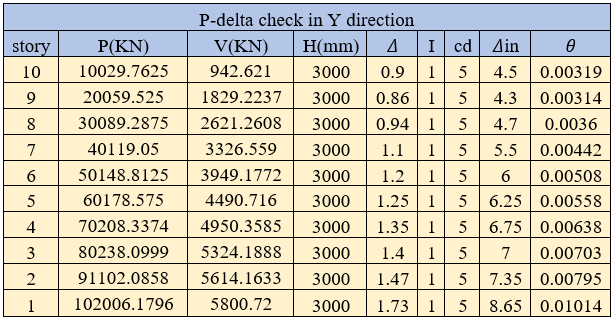 P-delta check in Y direction
story P(KN) V(KN) H(mm) Δ I cd Δin θ
10 10029.7625 942.621 3000 0.9 1 5 4.5 0.00319
9 20059.525 1829.2237 3000 0.86 1 5 4.3 0.00314
8 30089.2875 2621.2608 3000 0.94 1 5 4.7 0.0036
7 40119.05 3326.559 3000 1.1 1 5 5.5 0.00442
6 50148.8125 3949.1772 3000 1.2 1 5 6 0.00508
5 60178.575 4490.716 3000 1.25 1 5 6.25 0.00558
4 70208.3374 4950.3585 3000 1.35 1 5 6.75 0.00638
3 80238.0999 5324.1888 3000 1.4 1 5 7 0.00703
2 91102.0858 5614.1633 3000 1.47 1 5 7.35 0.00795
1 102006.1796 5800.72 3000 1.73 1 5 8.65 0.01014